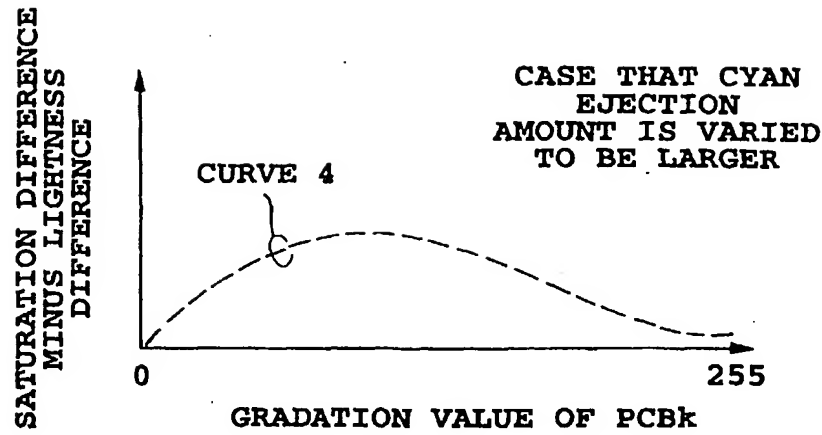 SATURATION DIFFERENCE
MINUS LIGHTNESS
DIFFERENCE
CASE THAT CYAN
EJECTION
AMOUNT IS VARIED
TO BE LARGER
CURVE 4
0
255
GRADATION VALUE OF PCBk